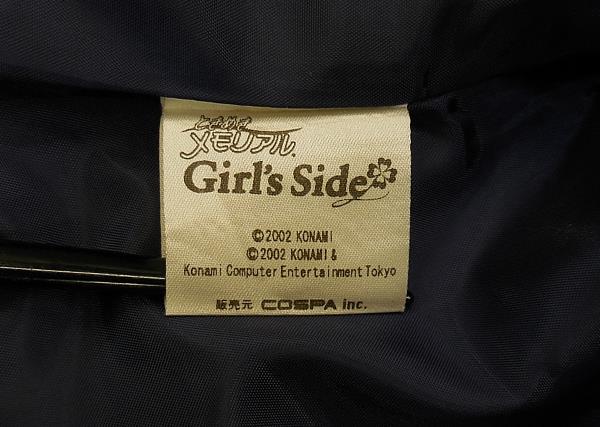 ときめき
メモリアル
Girl's Side
©2002 KONAMI
©2002 KONAMI &
Konami Computer Entertainment Tokyo
販売元 COSPA inc.